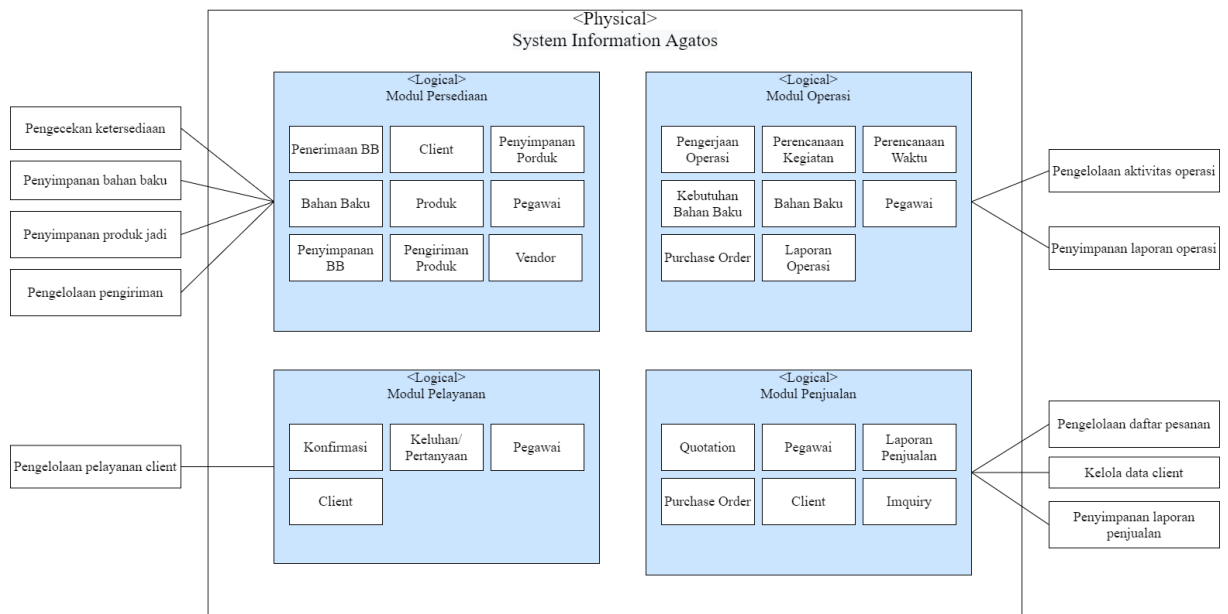 <Physical>
System Information Agatos
Pengecekan ketersediaan
Penyimpanan bahan baku
Penyimpanan produk jadi
Pengelolaan pengiriman
<Logical>
Modul Persediaan
Penerimaan BB
Client
Penyimpanan
Porduk
Bahan Baku
Produk
Pegawai
Penyimpanan
BB
Pengiriman
Produk
Vendor
<Logical>
Modul Operasi
Pengerjaan
Operasi
Perencanaan
Kegiatan
Perencanaan
Waktu
Kebutuhan
Bahan Baku
Bahan Baku
Pegawai
Purchase Order
Laporan
Operasi
Pengelolaan aktivitas operasi
Penyimpanan laporan operasi
Pengelolaan pelayanan client
<Logical>
Modul Pelayanan
Konfirmasi
Keluhan/
Pertanyaan
Pegawai
Client
<Logical>
Modul Penjualan
Quotation
Pegawai
Laporan
Penjualan
Purchase Order
Client
Imquiry
Pengelolaan daftar pesanan
Kelola data client
Penyimpanan laporan
penjualan